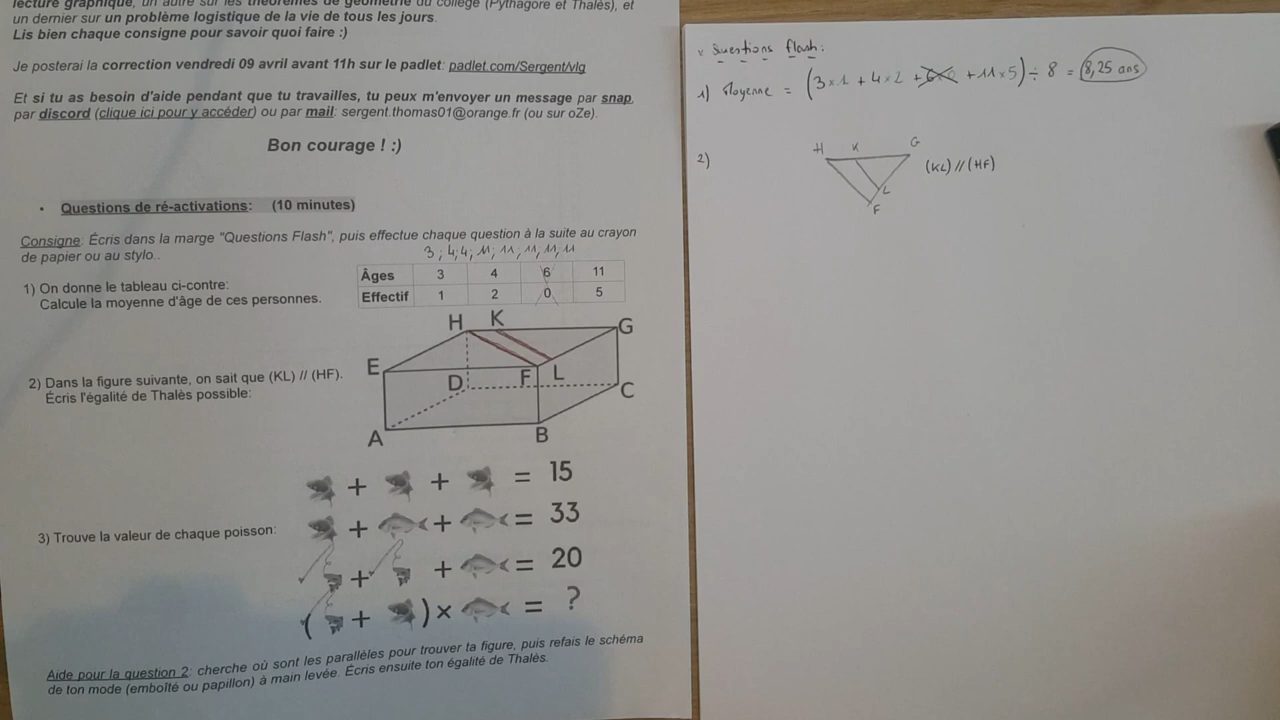 lecture graphique, un autre sur les théorèmes de géométrie du collège (Pythagore et Thalès), et
un dernier sur un problème logistique de la vie de tous les jours.
Lis bien chaque consigne pour savoir quoi faire :)
Je posterai la correction vendredi 09 avril avant 11h sur le padlet: padlet.com/Sergent/vlg
Et si tu as besoin d'aide pendant que tu travailles, tu peux m'envoyer un message par snap,
par discord (clique ici pour y accéder) ou par mail: sergent.thomas01@orange.fr (ou sur oZe).
Bon courage ! :)
• Questions de ré-activations: (10 minutes)
Consigne: Écris dans la marge "Questions Flash", puis effectue chaque question à la suite au crayon
de papier ou au stylo..
3 ; 4 ; 4 ; 11 ; 11 ; 11 ; 11 ; 11
1) On donne le tableau ci-contre:
Calcule la moyenne d'âge de ces personnes.
Âges 3 4 6 11
Effectif 1 2 0 5
2) Dans la figure suivante, on sait que (KL) // (HF).
Écris l'égalité de Thalès possible:
H K G
E D F L C
A B
3) Trouve la valeur de chaque poisson:
+ + = 15
+ + = 33
+ + = 20
( + ) × = ?
Aide pour la question 2: cherche où sont les parallèles pour trouver ta figure, puis refais le schéma
de ton mode (emboîté ou papillon) à main levée. Écris ensuite ton égalité de Thalès.
Questions flash :
1) Moyenne = (3×1 + 4×2 + 6×0 + 11×5) ÷ 8 = 8,25 ans
2) H K G (KL) // (HF)
L
F